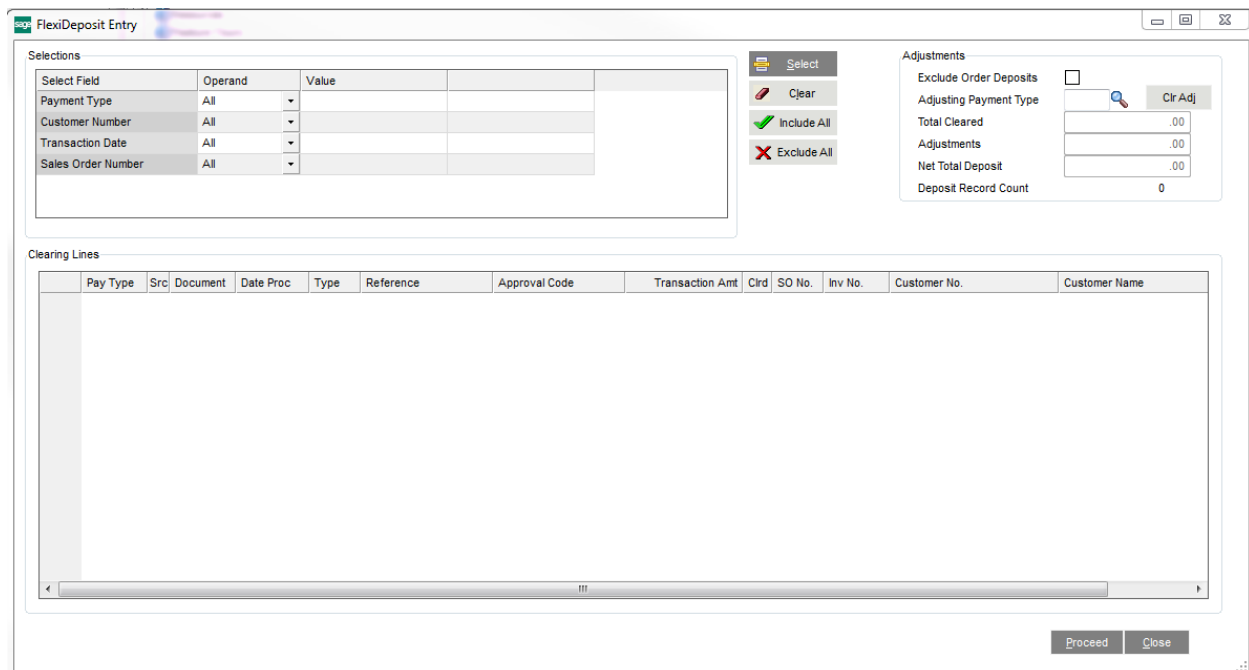 sage FlexiDeposit Entry
Selections
Select Field Operand Value
Payment Type All
Customer Number All
Transaction Date All
Sales Order Number All
Select
Clear
Include All
Exclude All
Adjustments
Exclude Order Deposits
Adjusting Payment Type Clr Adj
Total Cleared .00
Adjustments .00
Net Total Deposit .00
Deposit Record Count 0
Clearing Lines
Pay Type Src Document Date Proc Type Reference Approval Code Transaction Amt Clrd SO No. Inv No. Customer No. Customer Name
Proceed Close